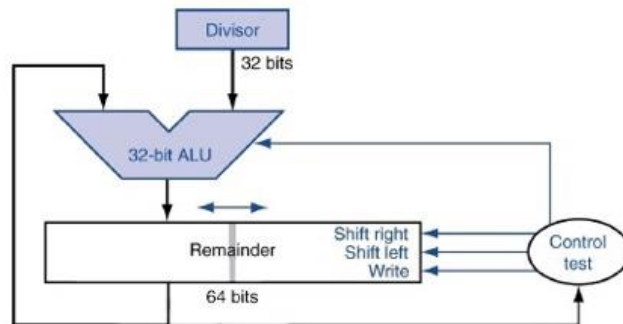 Divisor
32 bits
32-bit ALU
Remainder
Shift right
Shift left
Write
Control
test
64 bits